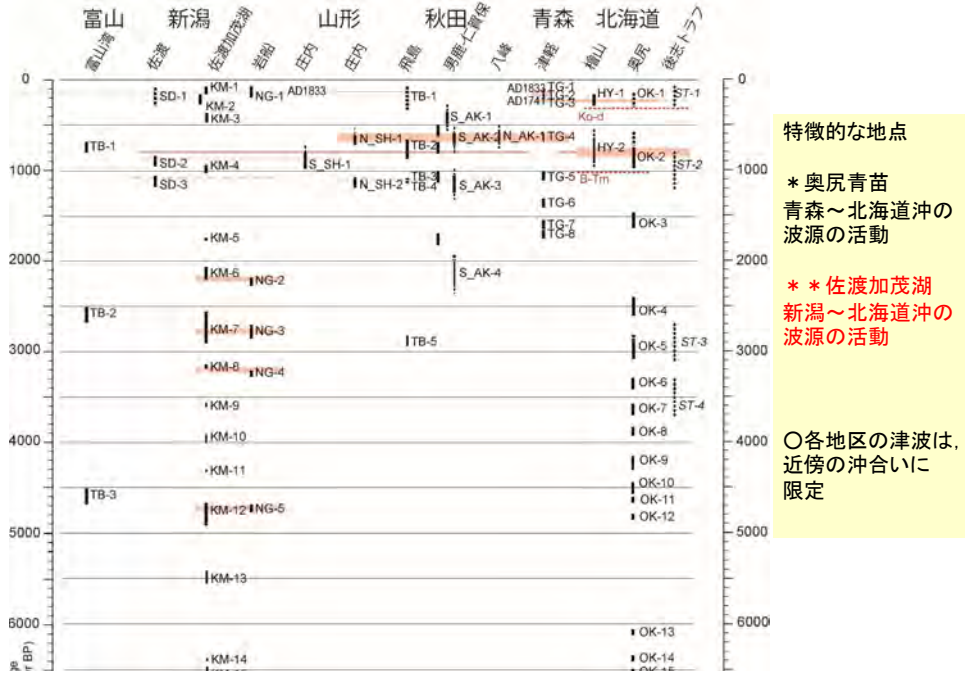 富山 新潟 山形 秋田 青森 北海道
富山湾 佐渡 佐渡加茂湖 岩船 庄内 庄内 飛島 男鹿-仁賀保 八峰 津軽 檜山 奥尻 後志トラフ
0 0
SD-1 KM-1 NG-1 AD1833 TB-1 AD1833 TG-1 HY-1 OK-1 ST-1
KM-2 TG-2
AD1741 TG-3
KM-3 S_AK-1 Ko-d
N_SH-1 S_AK-2 N_AK-1 TG-4
TB-1 TB-2 HY-2
SD-2 KM-4 S_SH-1 OK-2 ST-2
1000 1000
SD-3 N_SH-2 TB-3 TB-4 S_AK-3 TG-5 B-Tm
TG-6
TG-7 OK-3
KM-5 TG-8
2000 2000
KM-6 NG-2 S_AK-4
TB-2 OK-4
KM-7 NG-3
TB-5 OK-5 ST-3
3000 3000
KM-8 NG-4
OK-6
KM-9 OK-7 ST-4
KM-10 OK-8
4000 4000
KM-11 OK-9
TB-3 OK-10
OK-11
KM-12 NG-5 OK-12
5000 5000
KM-13
6000 6000
OK-13
BP)
KM-14 OK-14
OK-15
特徴的な地点
*奥尻青苗
青森~北海道沖の
波源の活動
**佐渡加茂湖
新潟~北海道沖の
波源の活動
○各地区の津波は,
近傍の沖合いに
限定